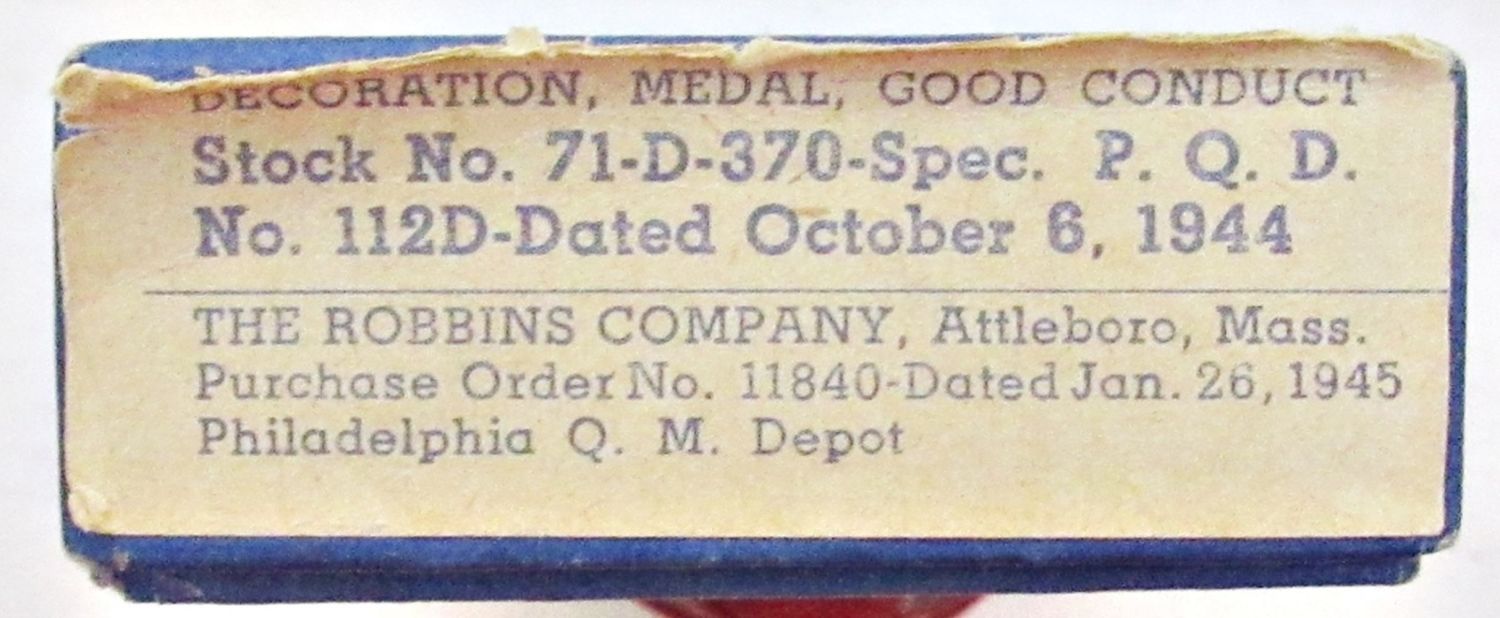 DECORATION, MEDAL, GOOD CONDUCT
Stock No. 71-D-370-Spec. P. Q. D.
No. 112D-Dated October 6, 1944
THE ROBBINS COMPANY, Attleboro, Mass.
Purchase Order No. 11840-Dated Jan. 26, 1945
Philadelphia Q. M. Depot